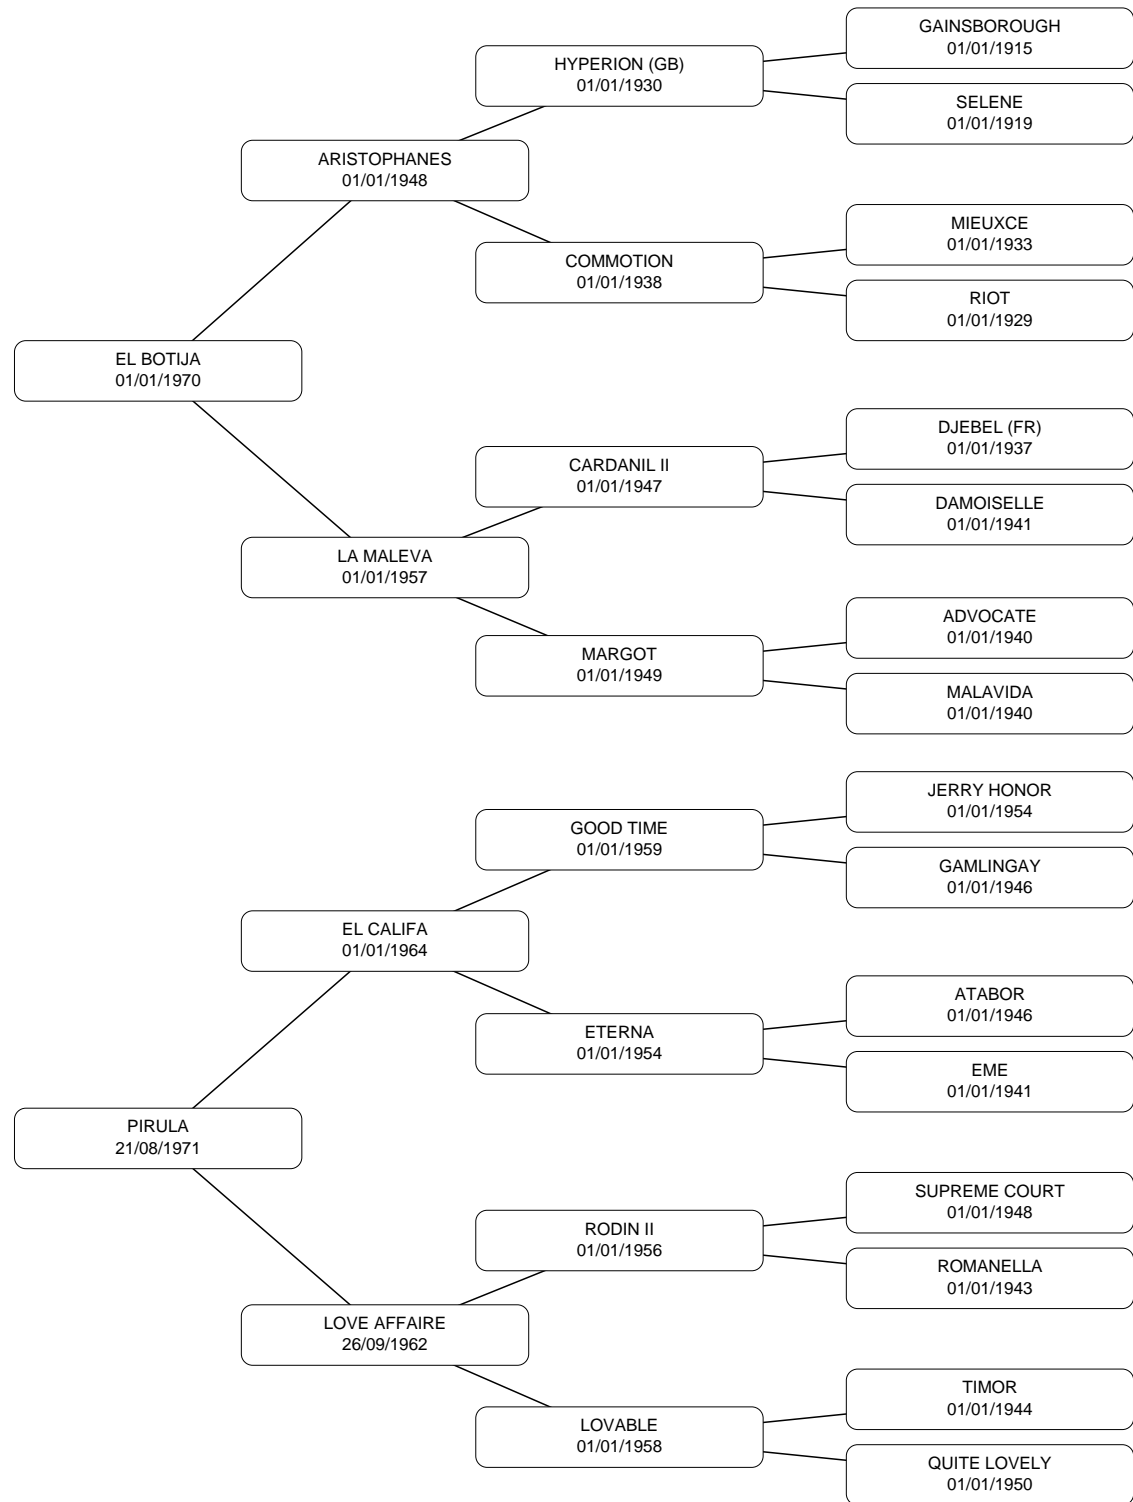 GAINSBOROUGH
01/01/1915
HYPERION (GB)
01/01/1930
SELENE
01/01/1919
ARISTOPHANES
01/01/1948
MIEUXCE
01/01/1933
COMMOTION
01/01/1938
RIOT
01/01/1929
EL BOTIJA
01/01/1970
DJEBEL (FR)
01/01/1937
CARDANIL II
01/01/1947
DAMOISELLE
01/01/1941
LA MALEVA
01/01/1957
ADVOCATE
01/01/1940
MARGOT
01/01/1949
MALAVIDA
01/01/1940
JERRY HONOR
01/01/1954
GOOD TIME
01/01/1959
GAMLINGAY
01/01/1946
EL CALIFA
01/01/1964
ATABOR
01/01/1946
ETERNA
01/01/1954
EME
01/01/1941
PIRULA
21/08/1971
SUPREME COURT
01/01/1948
RODIN II
01/01/1956
ROMANELLA
01/01/1943
LOVE AFFAIRE
26/09/1962
TIMOR
01/01/1944
LOVABLE
01/01/1958
QUITE LOVELY
01/01/1950